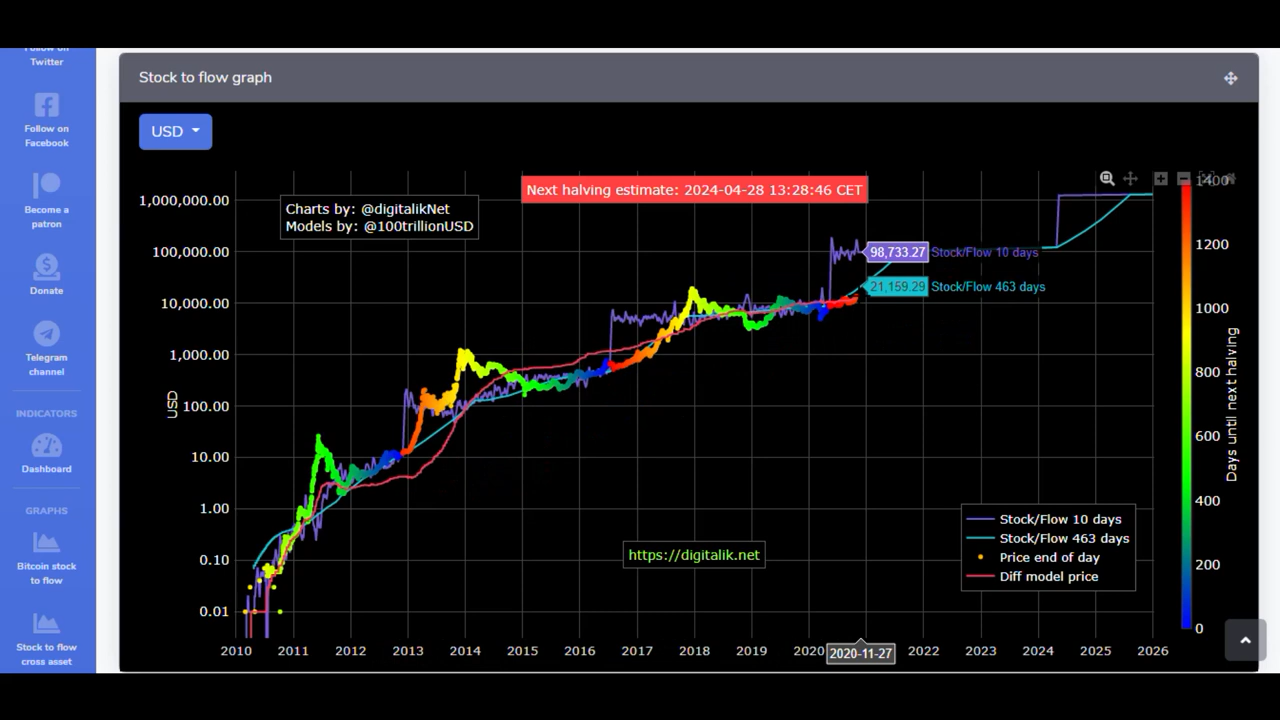 Follow on
Twitter
Follow on
Facebook
Become a
patron
Donate
Telegram
channel
INDICATORS
Dashboard
GRAPHS
Bitcoin stock
to flow
Stock to flow
cross asset
Stock to flow graph
USD
Next halving estimate: 2024-04-28 13:28:46 CET
Charts by: @digitalikNet
Models by: @100trillionUSD
1,000,000.00
100,000.00
10,000.00
1,000.00
100.00
10.00
1.00
0.10
0.01
USD
98,733.27 Stock/Flow 10 days
21,159.29 Stock/Flow 463 days
https://digitalik.net
Stock/Flow 10 days
Stock/Flow 463 days
Price end of day
Diff model price
2010 2011 2012 2013 2014 2015 2016 2017 2018 2019 2020 2022 2023 2024 2025 2026
2020-11-27
1400
1200
1000
800
600
400
200
0
Days until next halving